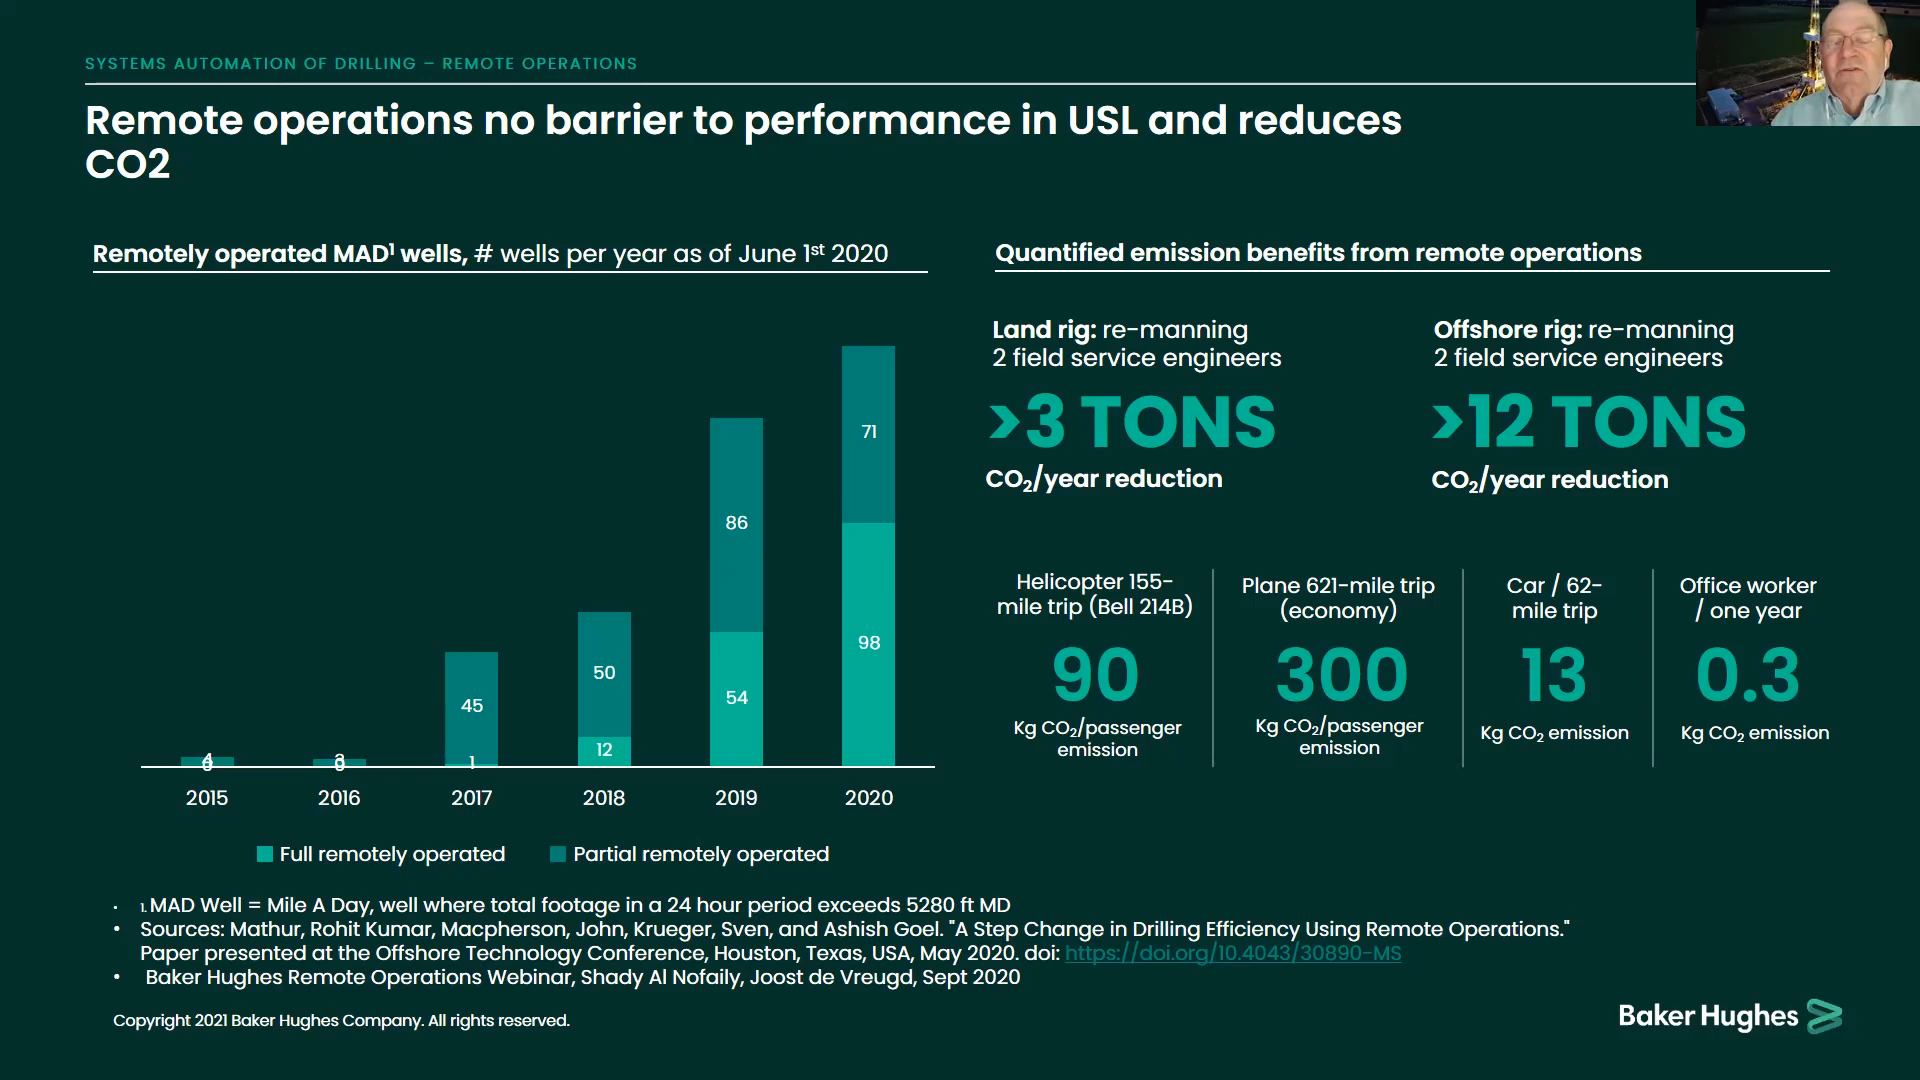 SYSTEMS AUTOMATION OF DRILLING – REMOTE OPERATIONS
Remote operations no barrier to performance in USL and reduces
CO2
Remotely operated MAD¹ wells, # wells per year as of June 1st 2020
71
86
98
45
50
54
12
1
4
0
3
0
2015 2016 2017 2018 2019 2020
Full remotely operated Partial remotely operated
Quantified emission benefits from remote operations
Land rig: re-manning
2 field service engineers
>3 TONS
CO₂/year reduction
Offshore rig: re-manning
2 field service engineers
>12 TONS
CO₂/year reduction
Helicopter 155-
mile trip (Bell 214B)
90
Kg CO₂/passenger
emission
Plane 621-mile trip
(economy)
300
Kg CO₂/passenger
emission
Car / 62-
mile trip
13
Kg CO₂ emission
Office worker
/ one year
0.3
Kg CO₂ emission
• 1. MAD Well = Mile A Day, well where total footage in a 24 hour period exceeds 5280 ft MD
• Sources: Mathur, Rohit Kumar, Macpherson, John, Krueger, Sven, and Ashish Goel. "A Step Change in Drilling Efficiency Using Remote Operations."
Paper presented at the Offshore Technology Conference, Houston, Texas, USA, May 2020. doi: https://doi.org/10.4043/30890-MS
• Baker Hughes Remote Operations Webinar, Shady Al Nofaily, Joost de Vreugd, Sept 2020
Copyright 2021 Baker Hughes Company. All rights reserved.
Baker Hughes